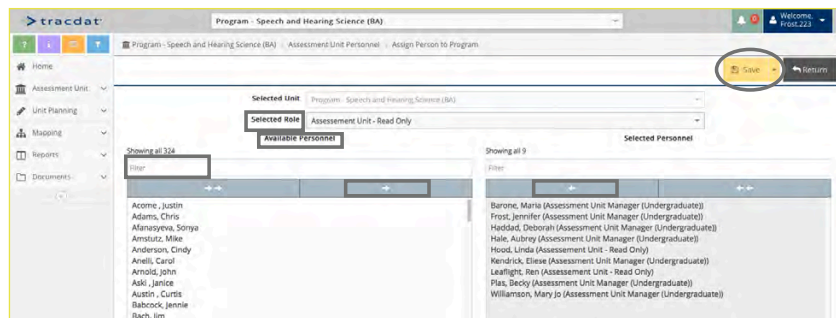 tracdat
Program - Speech and Hearing Science (BA)
0
Welcome,
Frost.223
? i
Program - Speech and Hearing Science (BA) Assessment Unit Personnel Assign Person to Program
Home
Save
Return
Assessment Unit
Unit Planning
Mapping
Reports
Documents
Selected Unit Program - Speech and Hearing Science (BA)
Selected Role Assessement Unit - Read Only
Available Personnel
Selected Personnel
Showing all 324
Showing all 9
Filter
Filter
Acome , Justin
Adams, Chris
Afanasyeva, Sonya
Amstutz, Mike
Anderson, Cindy
Anelli, Carol
Arnold, John
Aski , Janice
Austin , Curtis
Babcock, Jennie
Bach, Jim
Barone, Maria (Assessment Unit Manager (Undergraduate))
Frost, Jennifer (Assessment Unit Manager (Undergraduate))
Haddad, Deborah (Assessment Unit Manager (Undergraduate))
Hale, Aubrey (Assessment Unit Manager (Undergraduate))
Hood, Linda (Assessement Unit - Read Only)
Kendrick, Eliese (Assessment Unit Manager (Undergraduate))
Leaflight, Ren (Assessement Unit - Read Only)
Plas, Becky (Assessment Unit Manager (Undergraduate))
Williamson, Mary Jo (Assessment Unit Manager (Undergraduate))